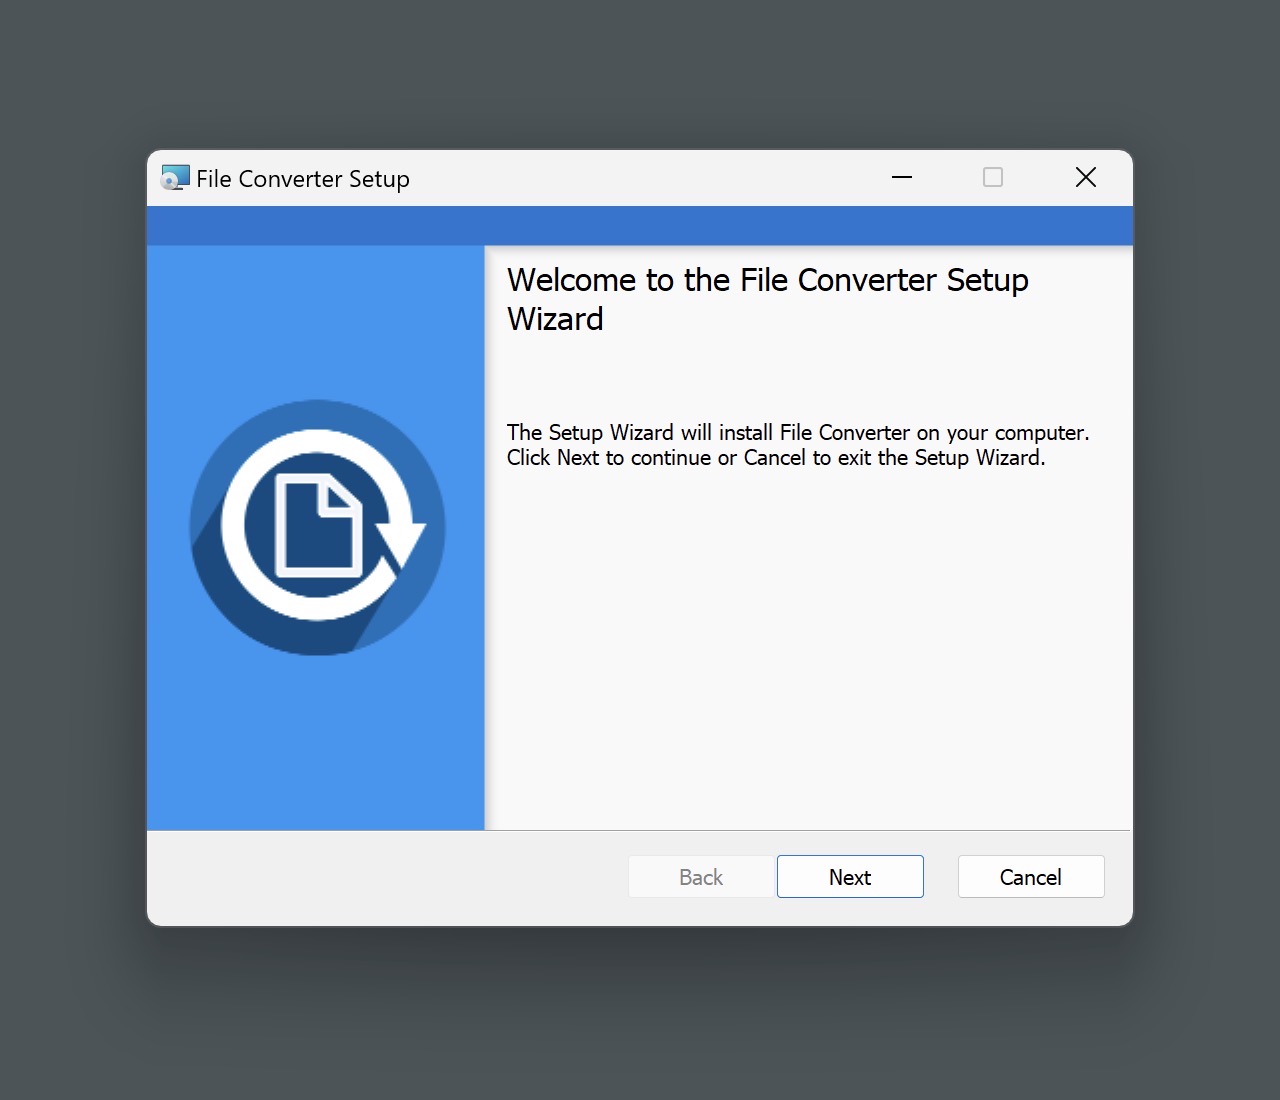 File Converter Setup
Welcome to the File Converter Setup
Wizard
The Setup Wizard will install File Converter on your computer.
Click Next to continue or Cancel to exit the Setup Wizard.
Back
Next
Cancel